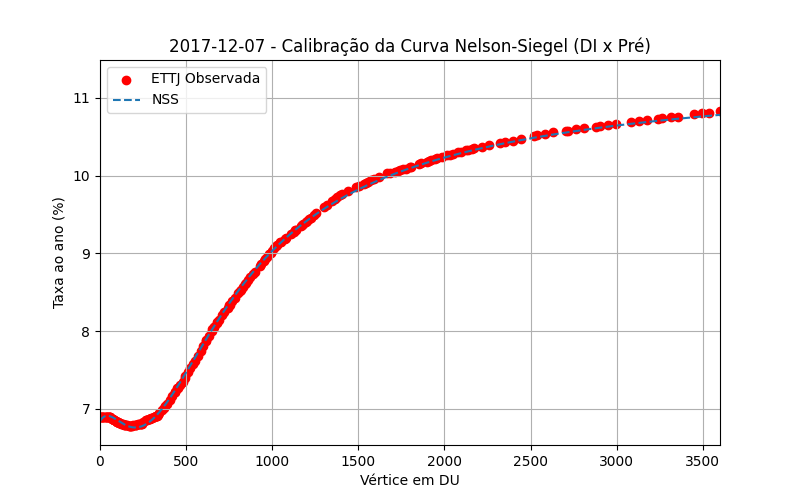 2017-12-07 - Calibração da Curva Nelson-Siegel (DI x Pré)
ETTJ Observada
NSS
Taxa ao ano (%)
11
10
9
8
7
0 500 1000 1500 2000 2500 3000 3500
Vértice em DU